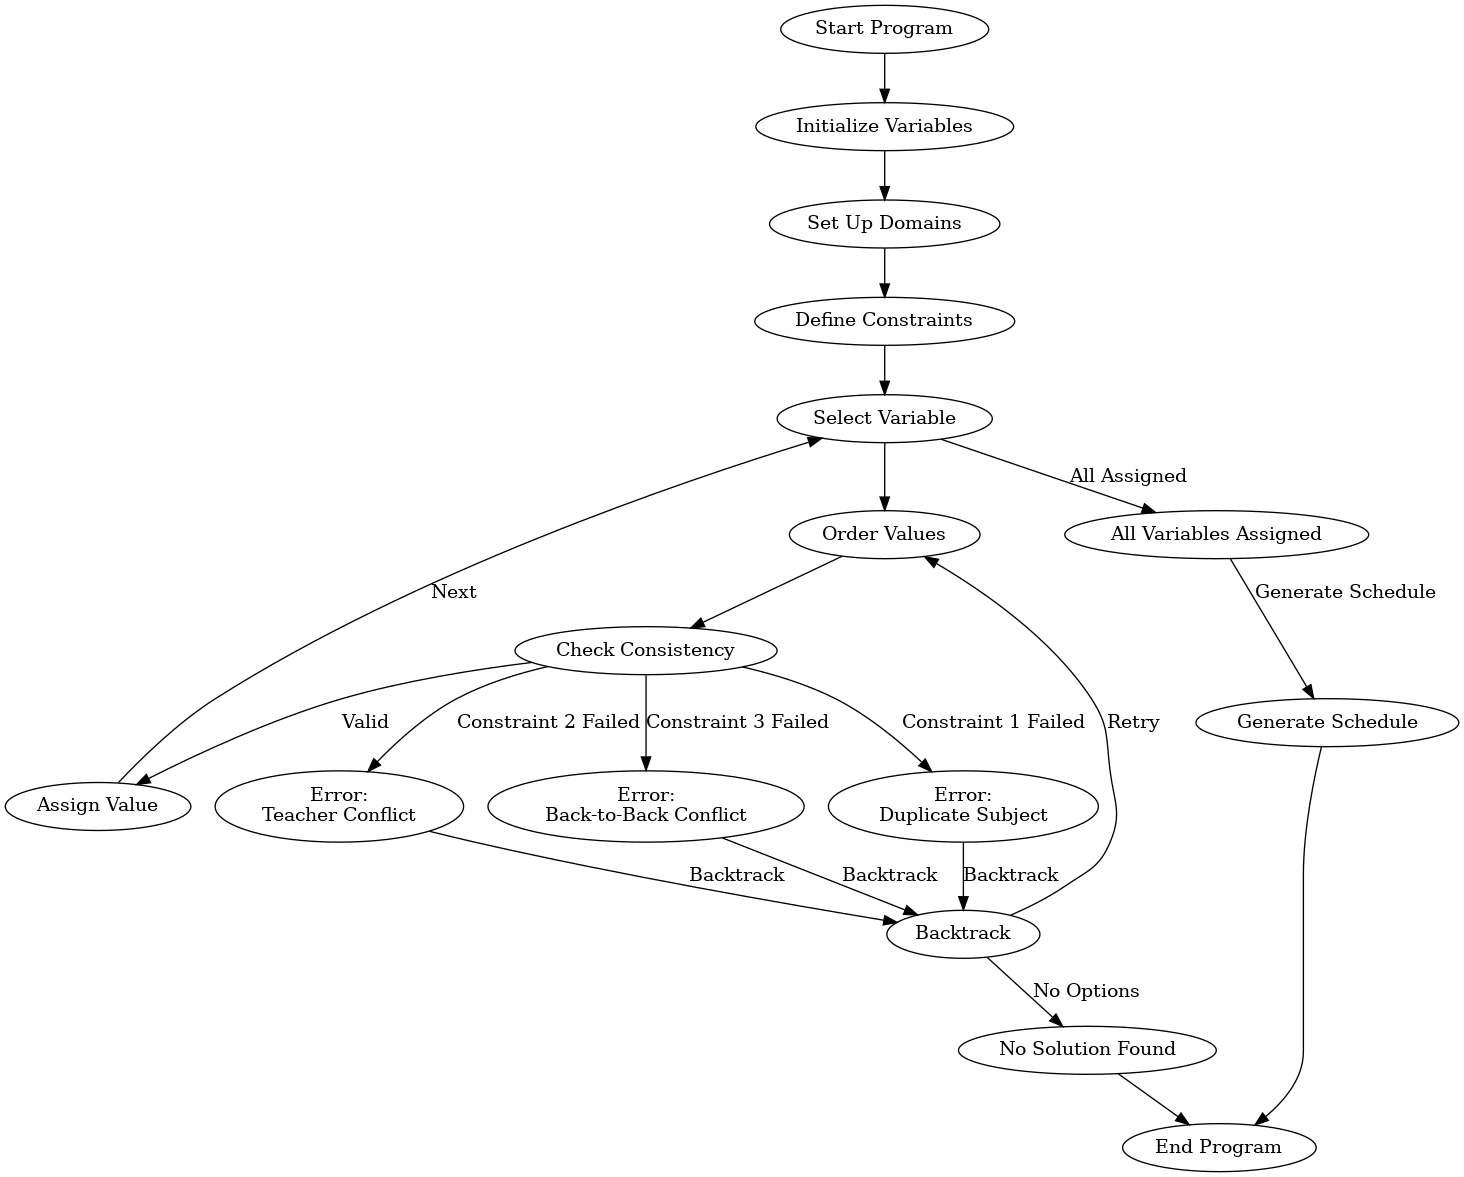 Start Program
Initialize Variables
Set Up Domains
Define Constraints
Select Variable
All Assigned
Order Values
All Variables Assigned
Next
Generate Schedule
Check Consistency
Valid
Constraint 2 Failed
Constraint 3 Failed
Constraint 1 Failed
Retry
Generate Schedule
Assign Value
Error:
Teacher Conflict
Error:
Back-to-Back Conflict
Error:
Duplicate Subject
Backtrack
Backtrack
Backtrack
Backtrack
No Options
No Solution Found
End Program